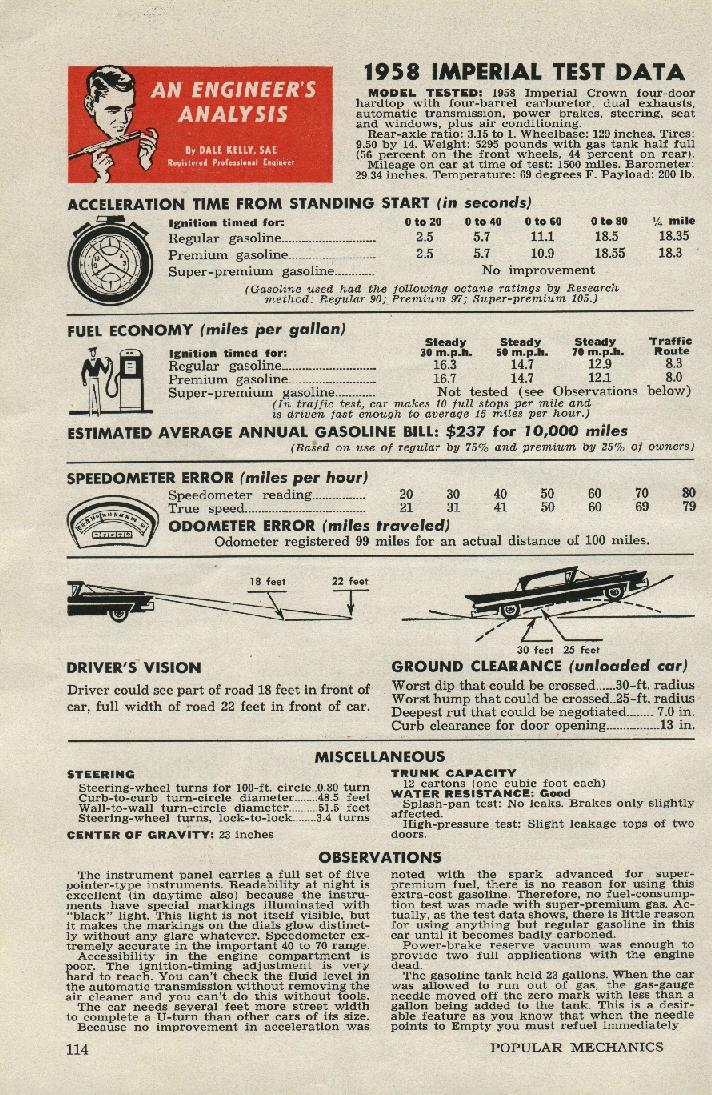 AN ENGINEER'S
ANALYSIS
By DALE KELLY, SAE
Registered Professional Engineer
1958 IMPERIAL TEST DATA
MODEL TESTED: 1958 Imperial Crown four-door
hardtop with four-barrel carburetor, dual exhausts,
automatic transmission, power brakes, steering, seat
and windows, plus air conditioning.
Rear-axle ratio: 3.15 to 1. Wheelbase: 129 inches. Tires:
9.50 by 14. Weight: 5295 pounds with gas tank half full
(56 percent on the front wheels, 44 percent on rear).
Mileage on car at time of test: 1500 miles. Barometer:
29.34 inches. Temperature: 69 degrees F. Payload: 200 lb.
ACCELERATION TIME FROM STANDING START (in seconds)
Ignition timed for: 0 to 20 0 to 40 0 to 60 0 to 80 ¼ mile
Regular gasoline 2.5 5.7 11.1 18.5 18.35
Premium gasoline 2.5 5.7 10.9 18.55 18.3
Super-premium gasoline No improvement
(Gasoline used had the following octane ratings by Research
method: Regular 90; Premium 97; Super-premium 105.)
FUEL ECONOMY (miles per gallon)
Steady Steady Steady Traffic
Ignition timed for: 30 m.p.h. 50 m.p.h. 70 m.p.h. Route
Regular gasoline 16.3 14.7 12.9 8.3
Premium gasoline 16.7 14.7 12.1 8.0
Super-premium gasoline Not tested (see Observations below)
(In traffic test, car makes 10 full stops per mile and
is driven fast enough to average 15 miles per hour.)
ESTIMATED AVERAGE ANNUAL GASOLINE BILL: $237 for 10,000 miles
(Based on use of regular by 75% and premium by 25% of owners)
SPEEDOMETER ERROR (miles per hour)
Speedometer reading 20 30 40 50 60 70 80
True speed 21 31 41 50 60 69 79
ODOMETER ERROR (miles traveled)
Odometer registered 99 miles for an actual distance of 100 miles.
18 feet 22 feet
30 feet 25 feet
DRIVER'S VISION
Driver could see part of road 18 feet in front of
car, full width of road 22 feet in front of car.
GROUND CLEARANCE (unloaded car)
Worst dip that could be crossed......30-ft. radius
Worst hump that could be crossed..25-ft. radius
Deepest rut that could be negotiated........ 7.0 in.
Curb clearance for door opening...............13 in.
MISCELLANEOUS
STEERING
Steering-wheel turns for 100-ft. circle.0.80 turn
Curb-to-curb turn-circle diameter.......48.5 feet
Wall-to-wall turn-circle diameter.........51.5 feet
Steering-wheel turns, lock-to-lock.......3.4 turns
CENTER OF GRAVITY: 23 inches
TRUNK CAPACITY
12 cartons (one cubic foot each)
WATER RESISTANCE: Good
Splash-pan test: No leaks. Brakes only slightly
affected.
High-pressure test: Slight leakage tops of two
doors.
OBSERVATIONS
The instrument panel carries a full set of five
pointer-type instruments. Readability at night is
excellent (in daytime also) because the instru-
ments have special markings illuminated with
"black" light. This light is not itself visible, but
it makes the markings on the dials glow distinct-
ly without any glare whatever. Speedometer ex-
tremely accurate in the important 40 to 70 range.
Accessibility in the engine compartment is
poor. The ignition-timing adjustment is very
hard to reach. You can't check the fluid level in
the automatic transmission without removing the
air cleaner and you can't do this without tools.
The car needs several feet more street width
to complete a U-turn than other cars of its size.
Because no improvement in acceleration was
noted with the spark advanced for super-
premium fuel, there is no reason for using this
extra-cost gasoline. Therefore, no fuel-consump-
tion test was made with super-premium gas. Ac-
tually, as the test data shows, there is little reason
for using anything but regular gasoline in this
car until it becomes badly carboned.
Power-brake reserve vacuum was enough to
provide two full applications with the engine
dead.
The gasoline tank held 23 gallons. When the car
was allowed to run out of gas, the gas-gauge
needle moved off the zero mark with less than a
gallon being added to the tank. This is a desir-
able feature as you know that when the needle
points to Empty you must refuel immediately
114
POPULAR MECHANICS